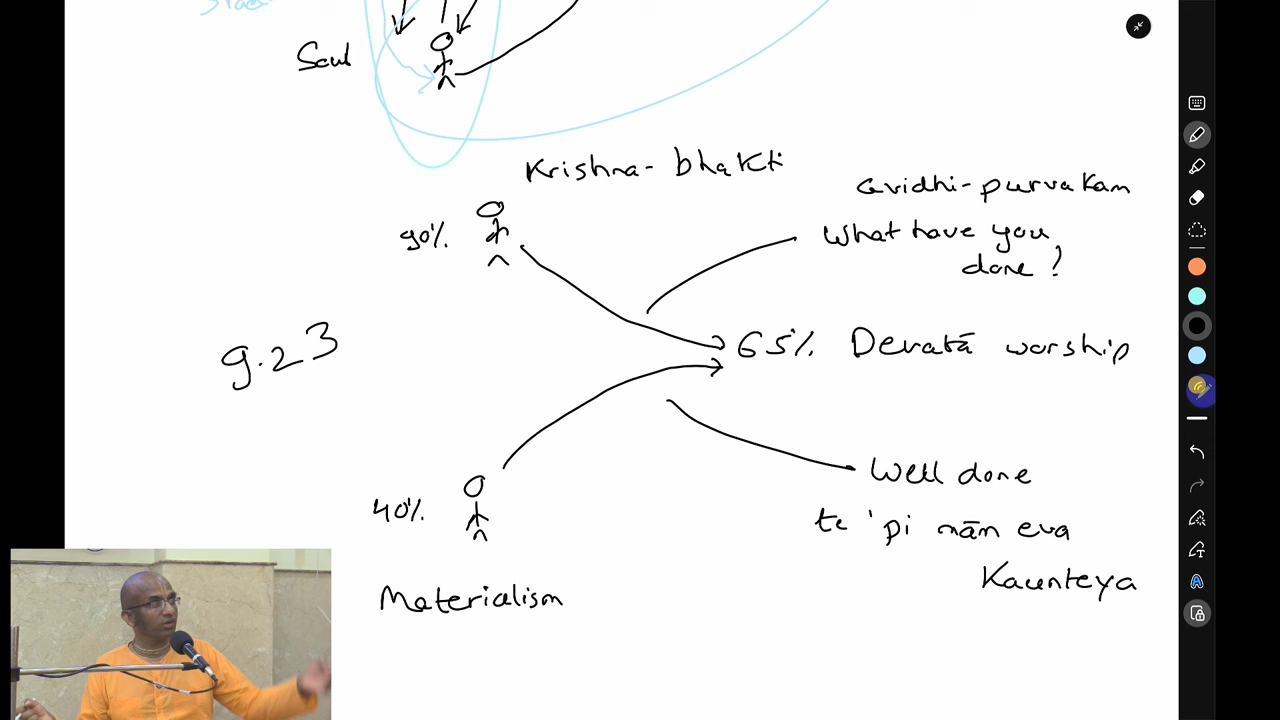 Soul
Krishna-bhakti
avidhi-purvakam
90%.
What have you
done?
65%. Devatā worship
9.23
Well done
40%.
te 'pi mām eva
Kaunteya
Materialism